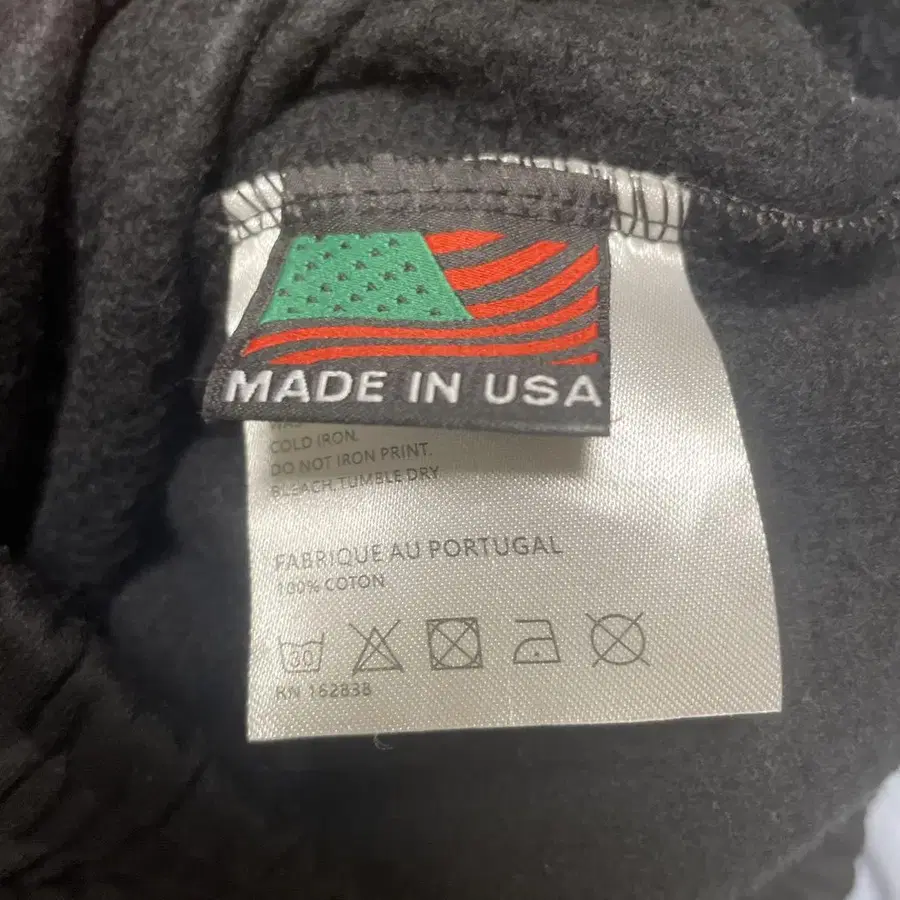 MADE IN USA
COLD IRON.
DO NOT IRON PRINT.
BLEACH, TUMBLE DRY
FABRIQUE AU PORTUGAL
100% COTON
30
RN 162838